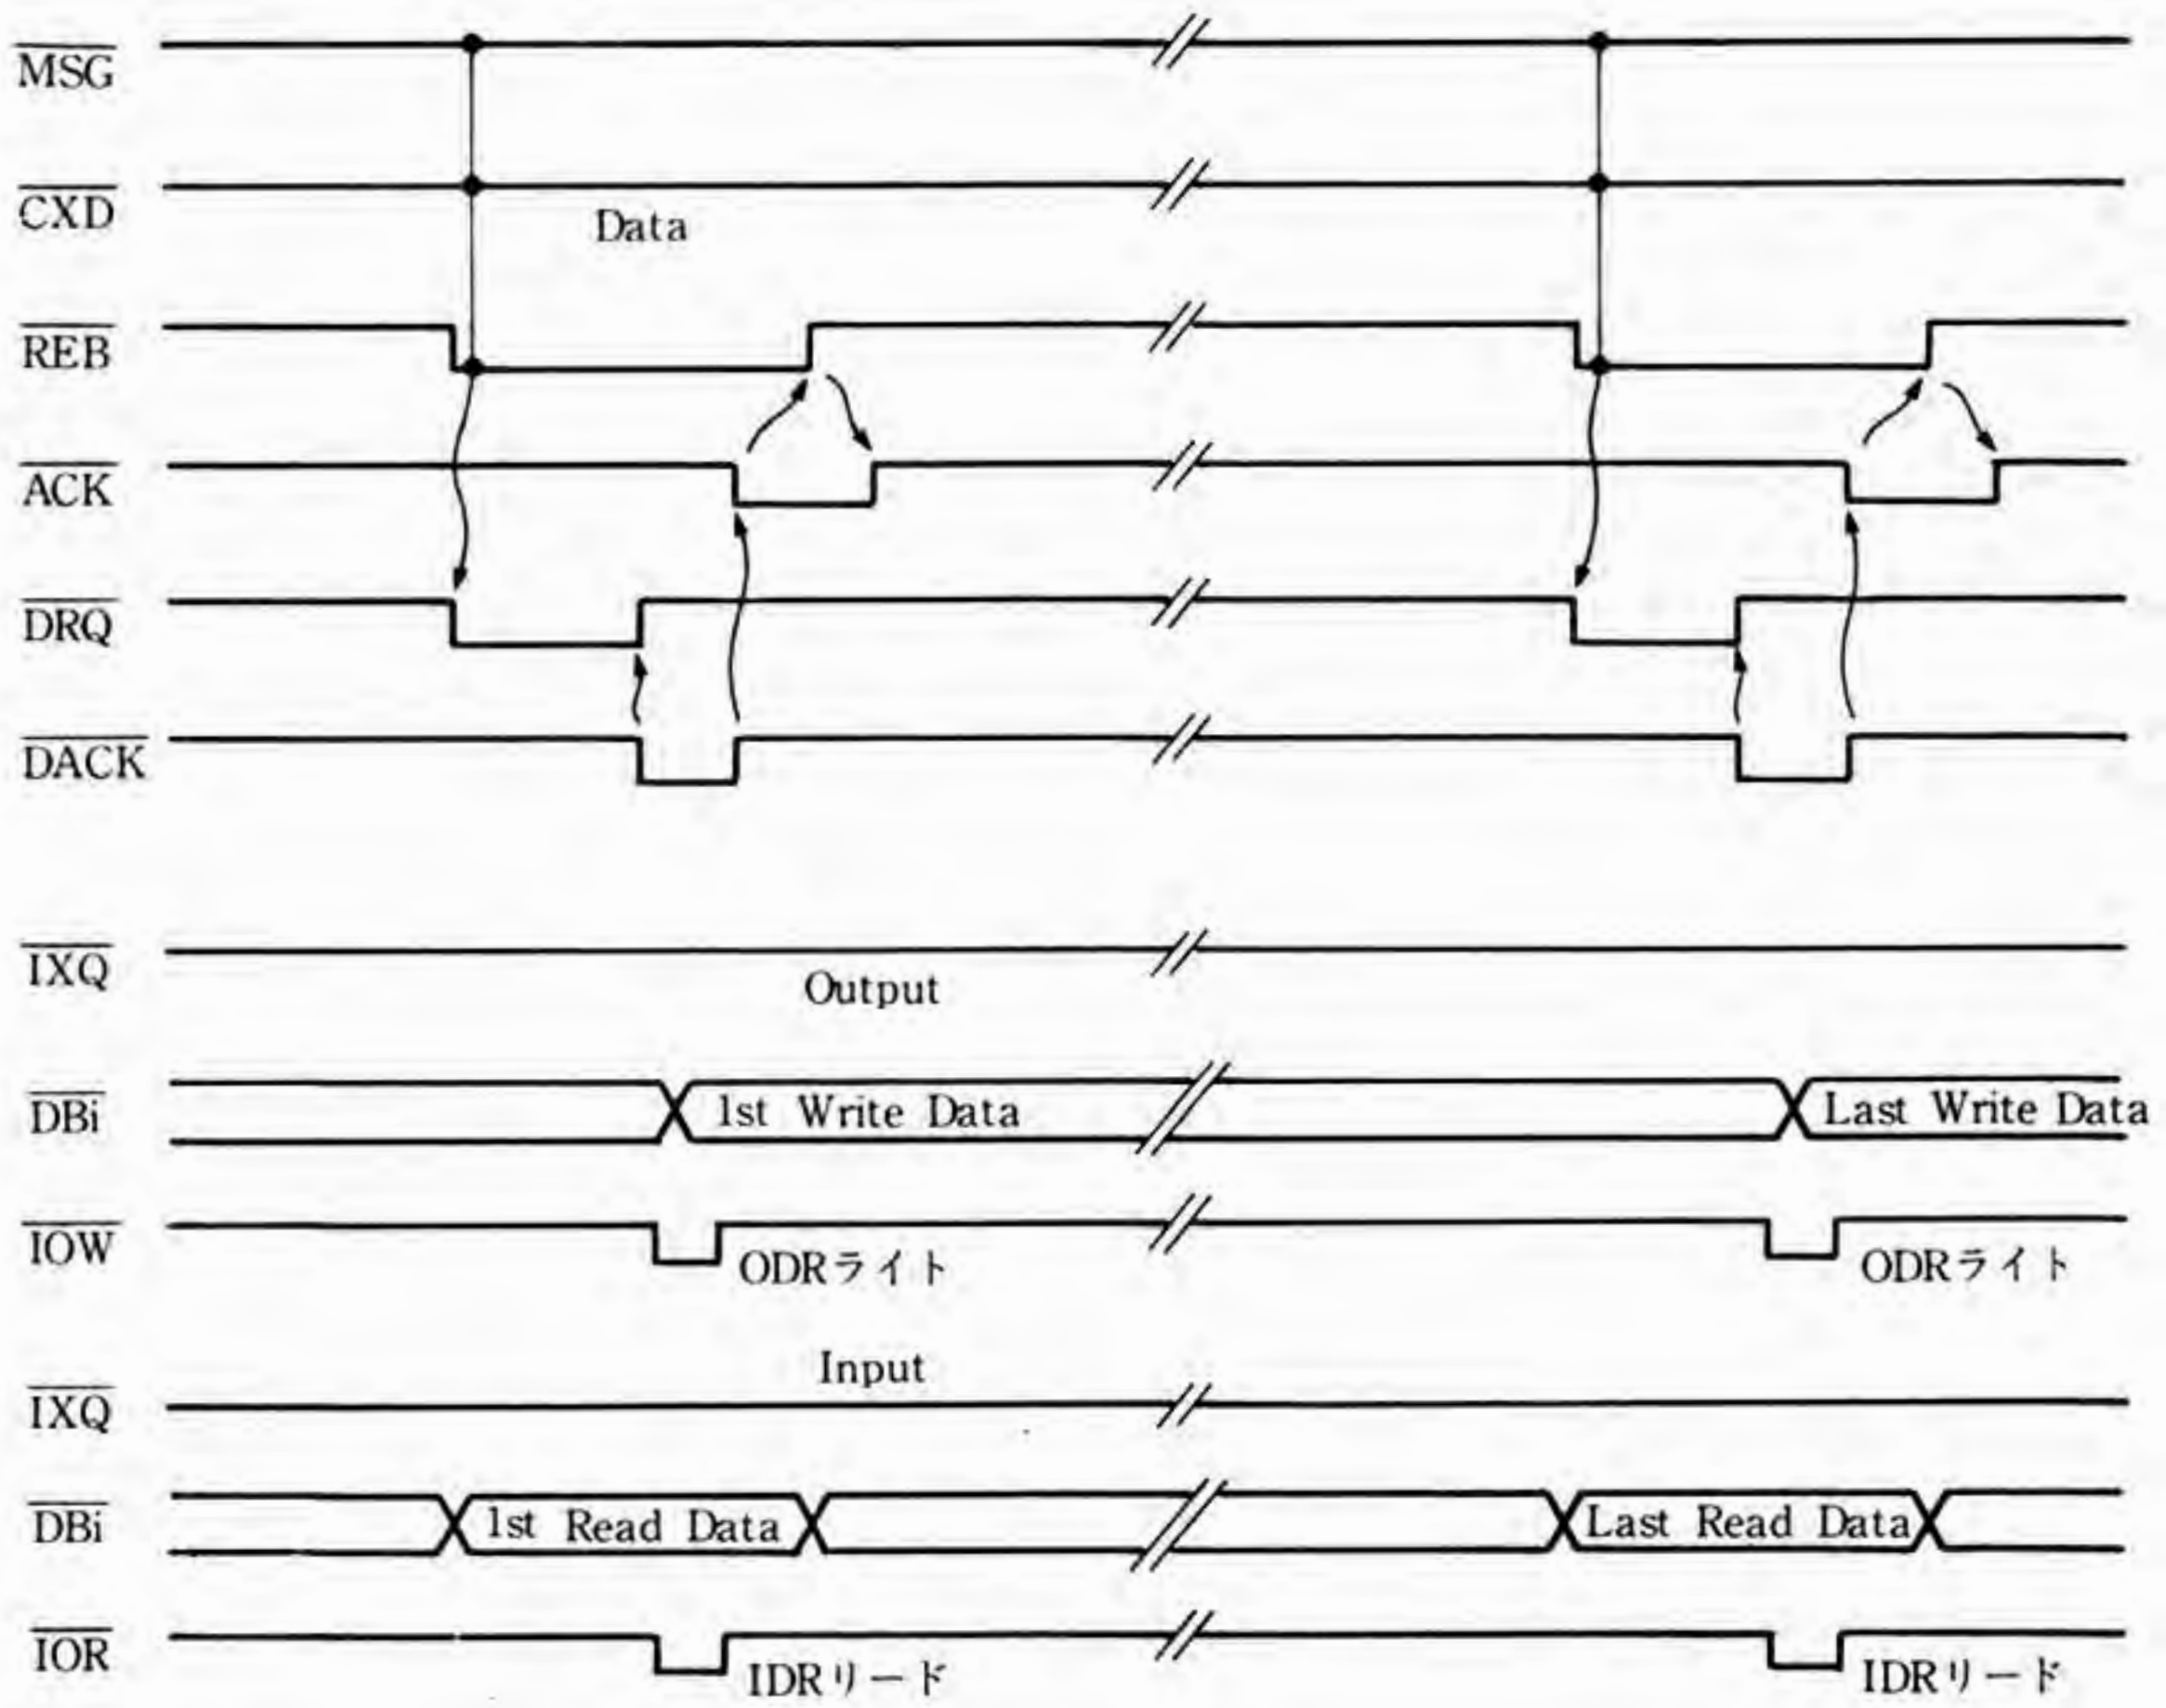 MSG
CXD
Data
REB
ACK
DRQ
DACK
IXQ
Output
DBi
1st Write Data
Last Write Data
IOW
ODRライト
ODRライト
Input
IXQ
DBi
1st Read Data
Last Read Data
IOR
IDRリード
IDRリード